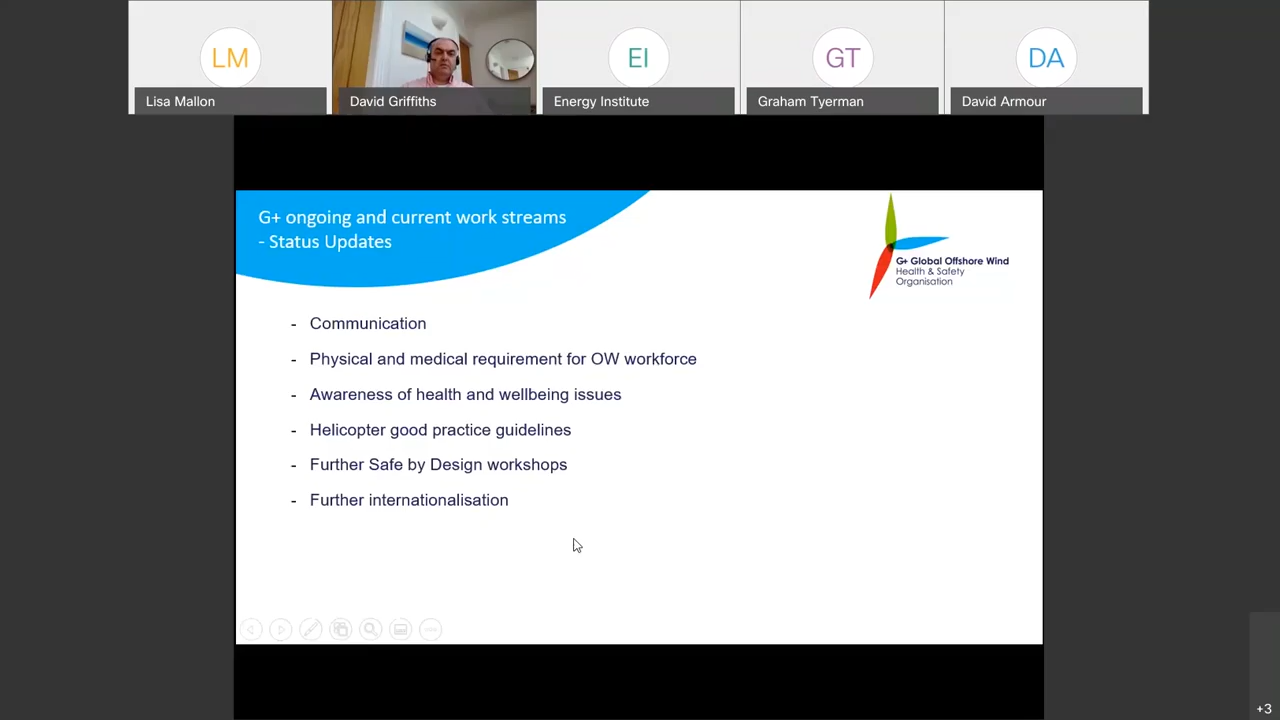 LM
EI
GT
DA
Lisa Mallon
David Griffiths
Energy Institute
Graham Tyerman
David Armour
G+ ongoing and current work streams
- Status Updates
G+ Global Offshore Wind
Health & Safety
Organisation
- Communication
- Physical and medical requirement for OW workforce
- Awareness of health and wellbeing issues
- Helicopter good practice guidelines
- Further Safe by Design workshops
- Further internationalisation
+3